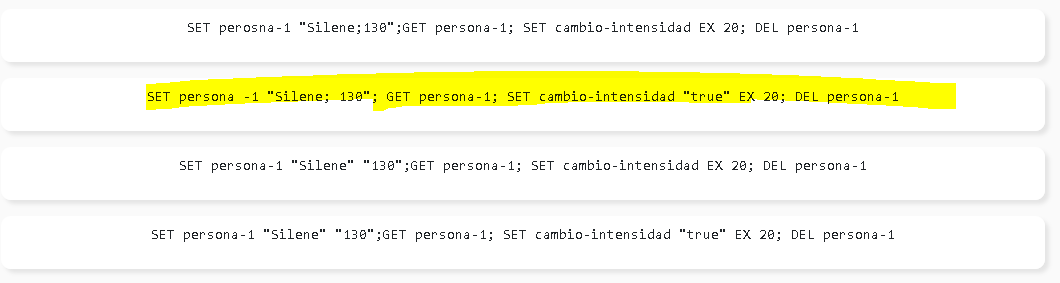 SET perosna-1 "Silene;130";GET persona-1; SET cambio-intensidad EX 20; DEL persona-1
SET persona -1 "Silene; 130"; GET persona-1; SET cambio-intensidad "true" EX 20; DEL persona-1
SET persona-1 "Silene" "130";GET persona-1; SET cambio-intensidad EX 20; DEL persona-1
SET persona-1 "Silene" "130";GET persona-1; SET cambio-intensidad "true" EX 20; DEL persona-1